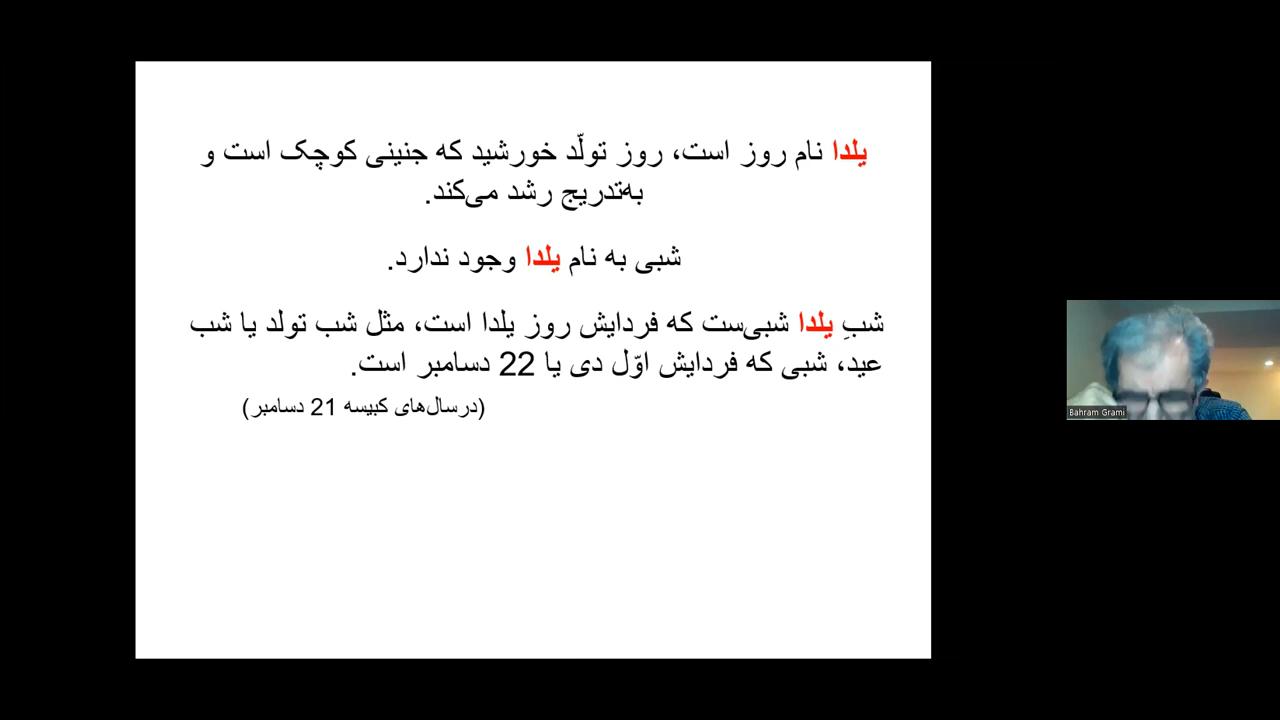 یلدا نام روز است، روز تولّد خورشید که جنینی کوچک است و
به‌تدریج رشد می‌کند.
شبی به نام یلدا وجود ندارد.
شبِ یلدا شبی‌ست که فردایش روز یلدا است، مثل شب تولد یا شب
عید، شبی که فردایش اوّل دی یا 22 دسامبر است.
(درسال‌های کبیسه 21 دسامبر)
Bahram Grami